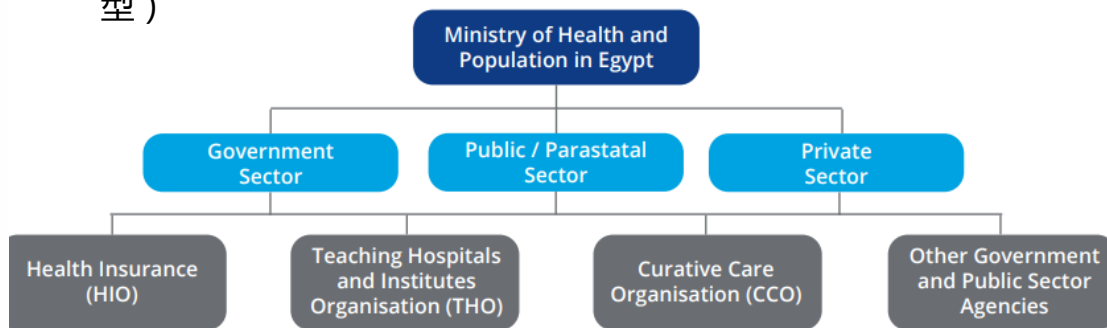 型）
Ministry of Health and
Population in Egypt
Government
Sector
Public / Parastatal
Sector
Private
Sector
Health Insurance
(HIO)
Teaching Hospitals
and Institutes
Organisation (THO)
Curative Care
Organisation (CCO)
Other Government
and Public Sector
Agencies